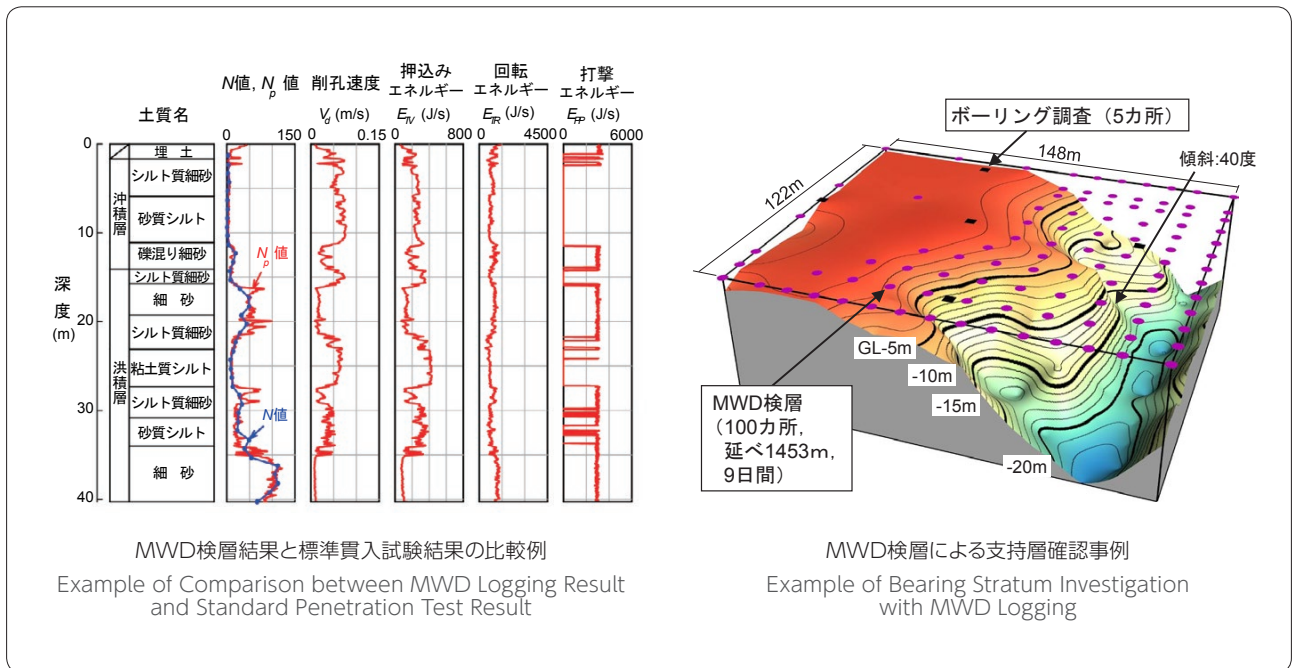 N値, Np 値
削孔速度
押込み
エネルギー
回転
エネルギー
打撃
エネルギー
土質名
Vd (m/s)
ETV (J/s)
ETR (J/s)
EPP (J/s)
0 150
0 0.15
0 800
0 4500
0 6000
深度
(m)
0
10
20
30
40
沖積層
洪積層
埋 土
シルト質細砂
砂質シルト
礫混り細砂
シルト質細砂
細 砂
シルト質細砂
粘土質シルト
シルト質細砂
砂質シルト
細 砂
Np 値
N値
MWD検層結果と標準貫入試験結果の比較例
Example of Comparison between MWD Logging Result
and Standard Penetration Test Result
ボーリング調査（5カ所）
148m
122m
傾斜:40度
GL-5m
-10m
-15m
-20m
MWD検層
（100カ所，
延べ1453m，
9日間）
MWD検層による支持層確認事例
Example of Bearing Stratum Investigation
with MWD Logging